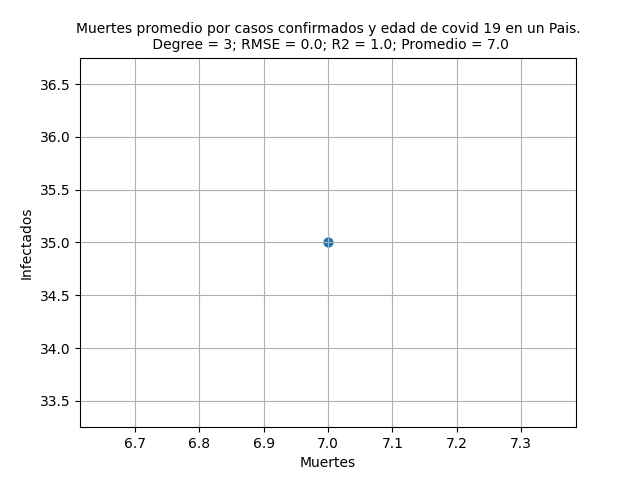 Muertes promedio por casos confirmados y edad de covid 19 en un Pais.
Degree = 3; RMSE = 0.0; R2 = 1.0; Promedio = 7.0
36.5
36.0
35.5
35.0
34.5
34.0
33.5
Infectados
6.7 6.8 6.9 7.0 7.1 7.2 7.3
Muertes